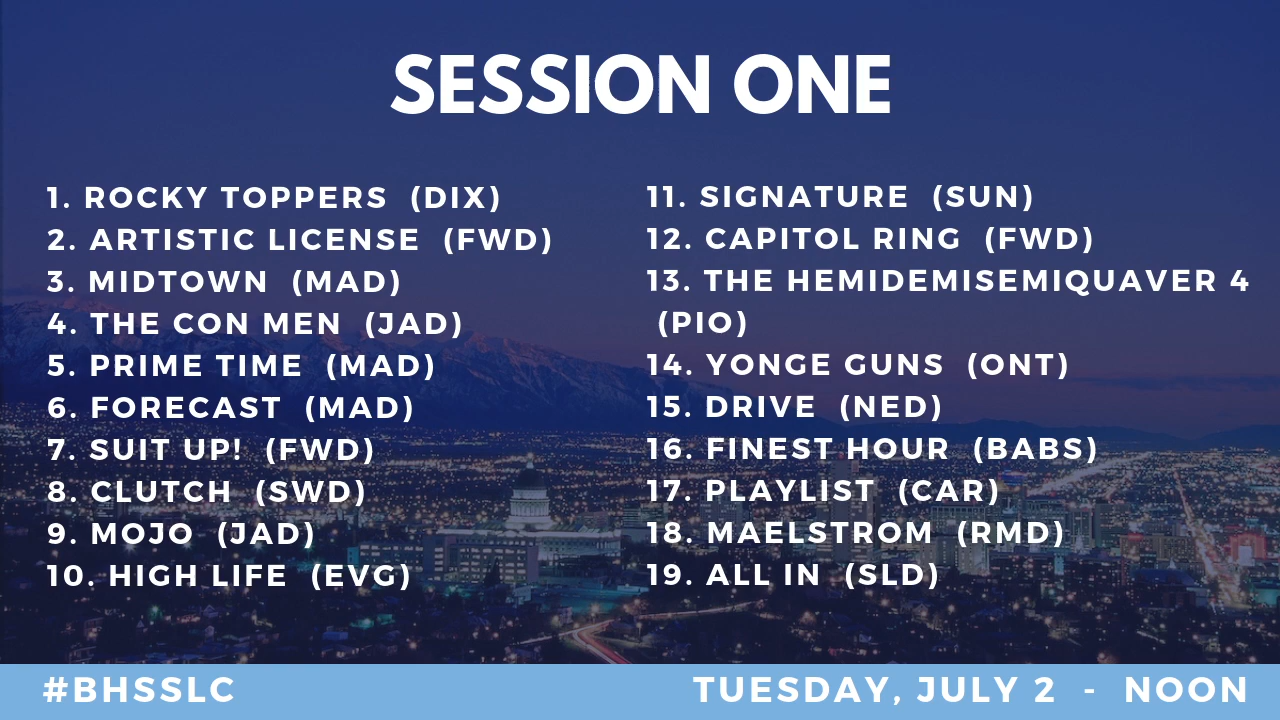 SESSION ONE
1. ROCKY TOPPERS (DIX)
2. ARTISTIC LICENSE (FWD)
3. MIDTOWN (MAD)
4. THE CON MEN (JAD)
5. PRIME TIME (MAD)
6. FORECAST (MAD)
7. SUIT UP! (FWD)
8. CLUTCH (SWD)
9. MOJO (JAD)
10. HIGH LIFE (EVG)
11. SIGNATURE (SUN)
12. CAPITOL RING (FWD)
13. THE HEMIDEMISEMIQUAVER 4
(PIO)
14. YONGE GUNS (ONT)
15. DRIVE (NED)
16. FINEST HOUR (BABS)
17. PLAYLIST (CAR)
18. MAELSTROM (RMD)
19. ALL IN (SLD)
#BHSSLC
TUESDAY, JULY 2 - NOON